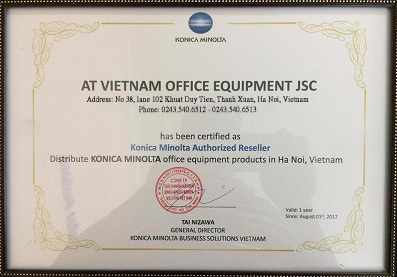 KONICA MINOLTA
AT VIETNAM OFFICE EQUIPMENT JSC
Address: No 38, lane 102 Khuat Duy Tien, Thanh Xuan, Ha Noi, Vietnam
Phone: 0243.540.6512 - 0243.540.6513
has been certified as
Konica Minolta Authorized Reseller
Distribute KONICA MINOLTA office equipment products in Ha Noi, Vietnam
CÔNG TY
Valid: 1 year
Since: August 01st, 2017
TAI NIZAWA
GENERAL DIRECTOR
KONICA MINOLTA BUSINESS SOLUTIONS VIETNAM